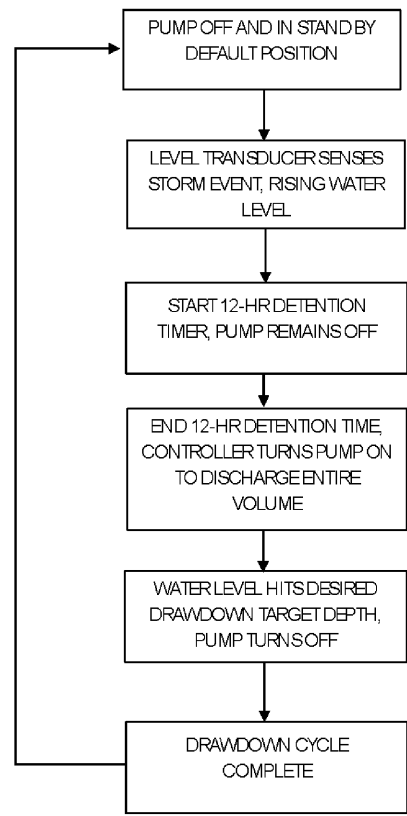 PUMP OFF AND IN STAND BY
DEFAULT POSITION
LEVEL TRANSDUCER SENSES
STORM EVENT, RISING WATER
LEVEL
START 12-HR DETENTION
TIMER, PUMP REMAINS OFF
END 12-HR DETENTION TIME,
CONTROLLER TURNS PUMP ON
TO DISCHARGE ENTIRE
VOLUME
WATER LEVEL HITS DESIRED
DRAWDOWN TARGET DEPTH,
PUMP TURNS OFF
DRAWDOWN CYCLE
COMPLETE